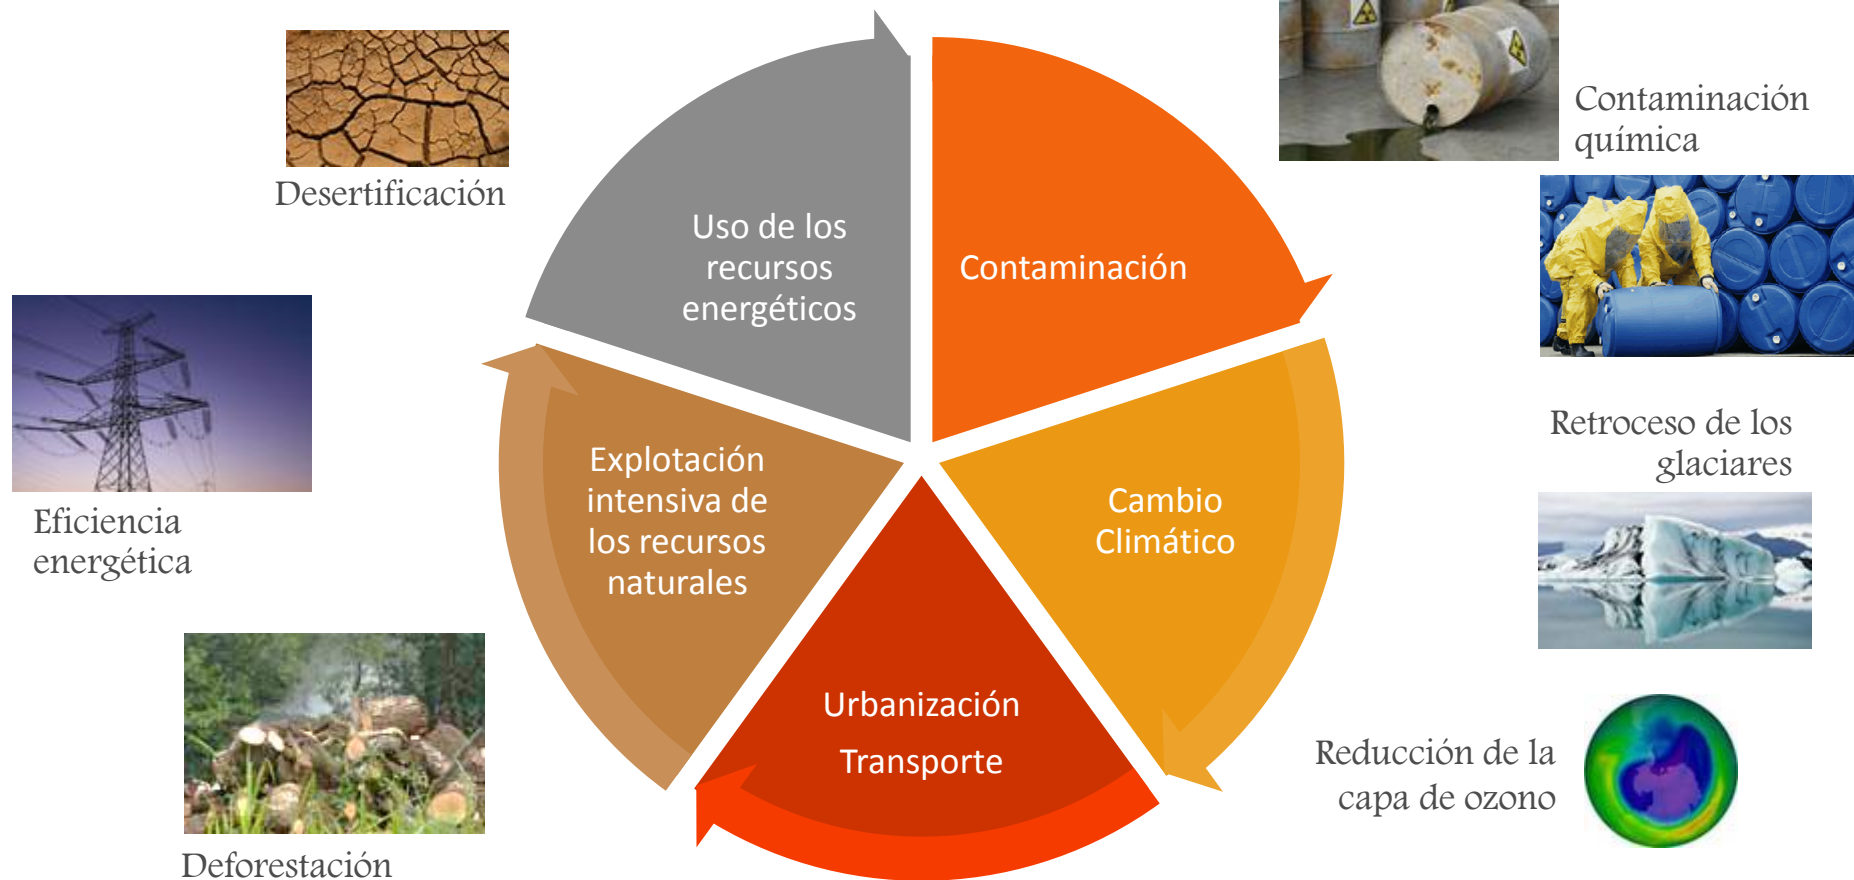 Desertificación
Eficiencia
energética
Deforestación
Uso de los
recursos
energéticos
Contaminación
Explotación
intensiva de
los recursos
naturales
Cambio
Climático
Urbanización
Transporte
Contaminación
química
Retroceso de los
glaciares
Reducción de la
capa de ozono